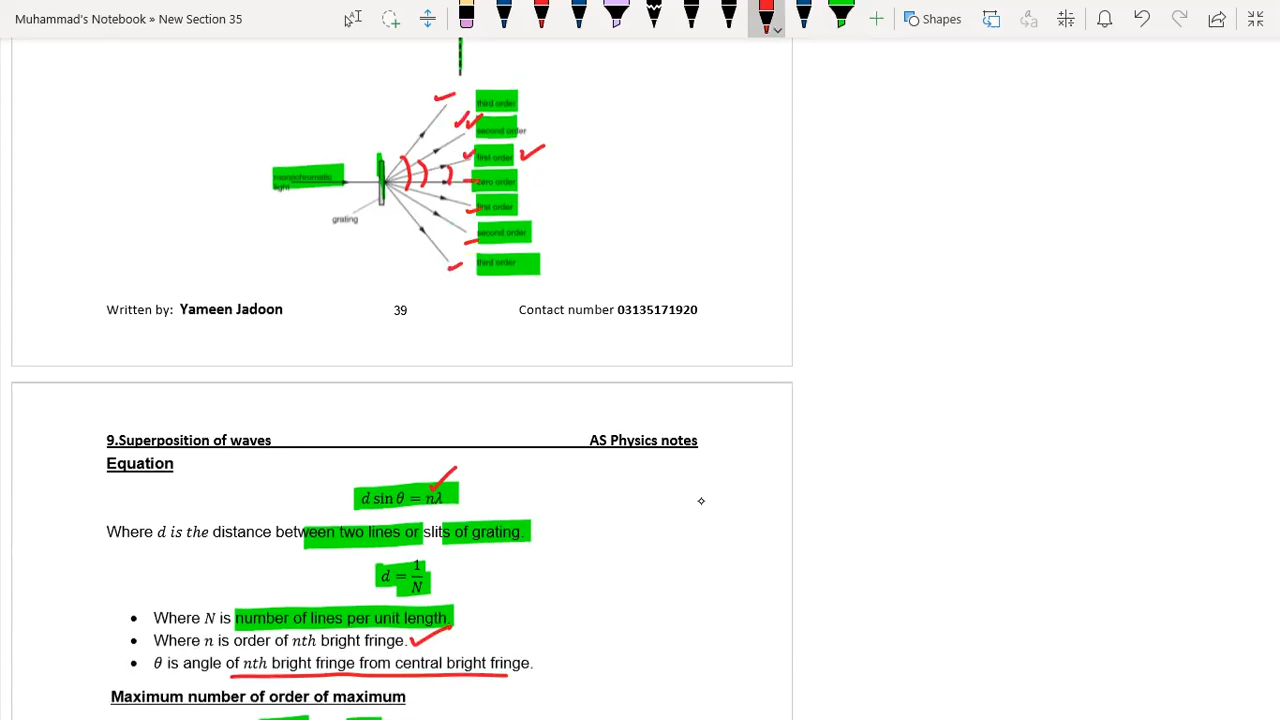 Muhammad's Notebook » New Section 35
Shapes
third order
second order
first order
monochromatic
light
zero order
first order
grating
second order
third order
Written by: Yameen Jadoon 39 Contact number 03135171920
9.Superposition of waves AS Physics notes
Equation
d sin θ = nλ
Where d is the distance between two lines or slits of grating.
d = 1/N
• Where N is number of lines per unit length.
• Where n is order of nth bright fringe.
• θ is angle of nth bright fringe from central bright fringe.
Maximum number of order of maximum